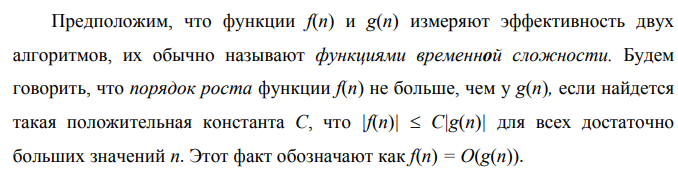 Предположим, что функции f(n) и g(n) измеряют эффективность двух
алгоритмов, их обычно называют функциями временной сложности. Будем
говорить, что порядок роста функции f(n) не больше, чем у g(n), если найдется
такая положительная константа C, что |f(n)| ≤ C|g(n)| для всех достаточно
больших значений n. Этот факт обозначают как f(n) = O(g(n)).